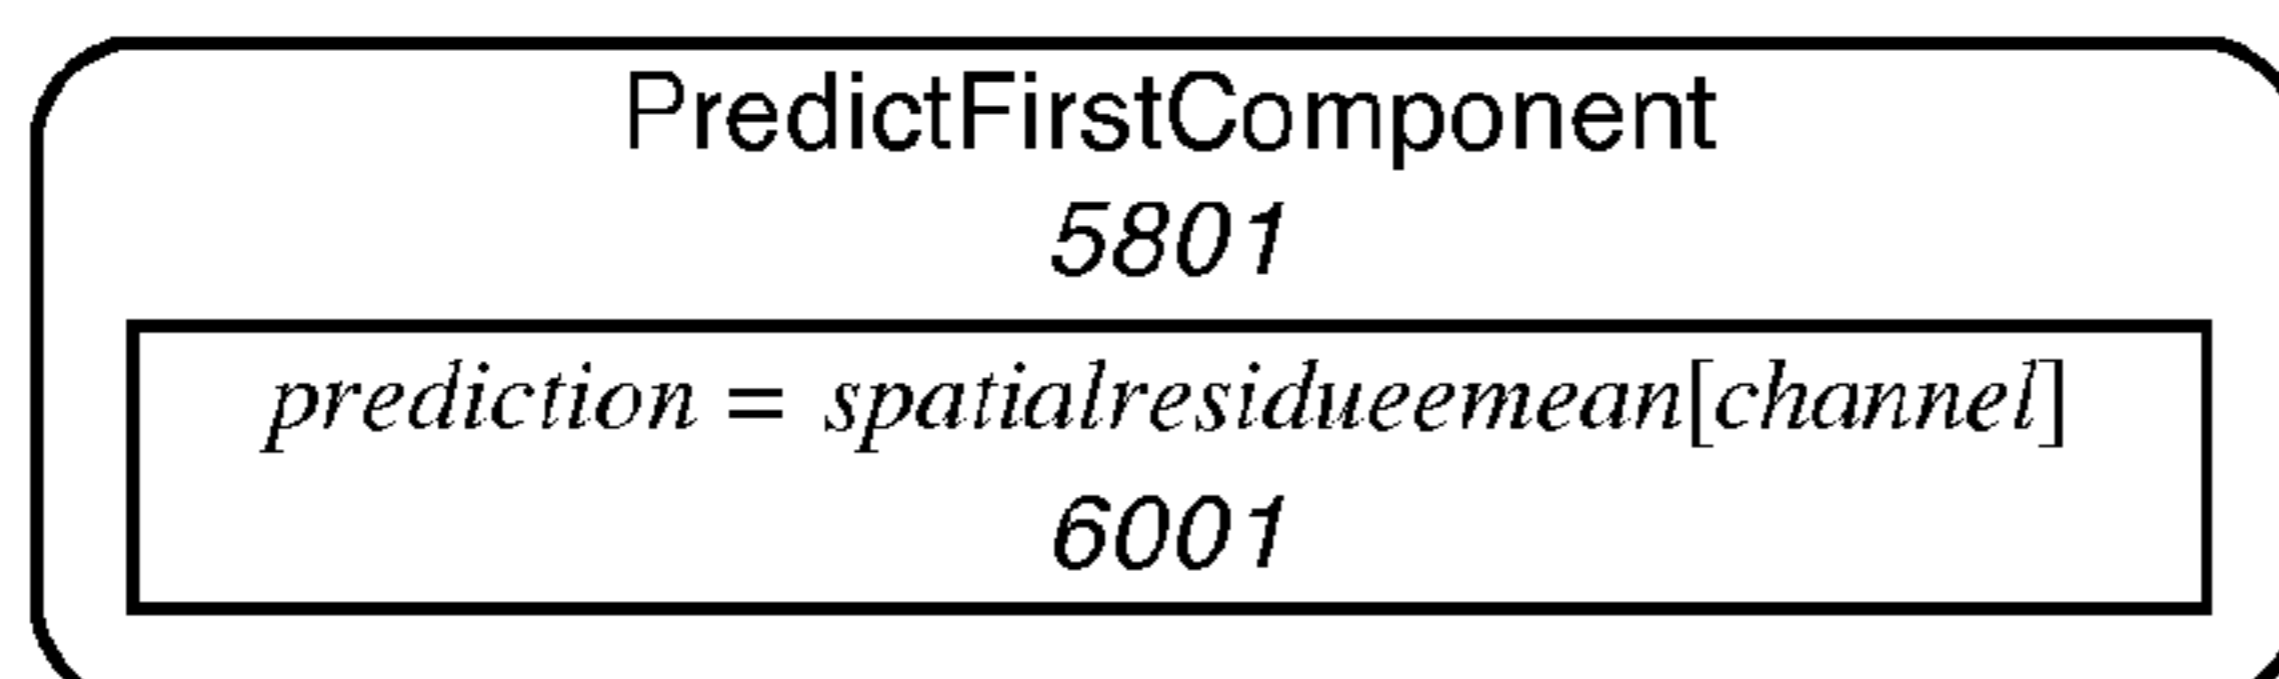 PredictFirstComponent
5801
prediction = spatialresidueemean[channel]
6001